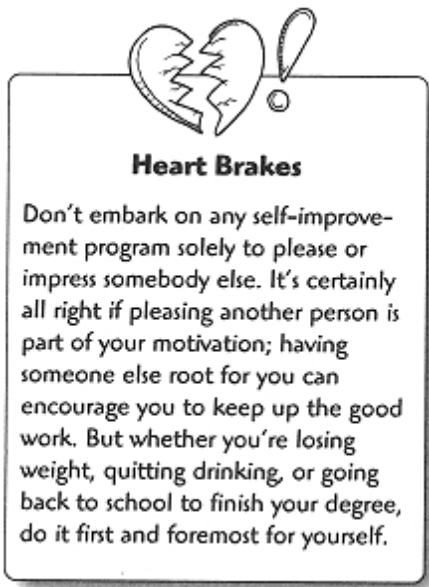 Heart Brakes
Don't embark on any self-improve-
ment program solely to please or
impress somebody else. It's certainly
all right if pleasing another person is
part of your motivation; having
someone else root for you can
encourage you to keep up the good
work. But whether you're losing
weight, quitting drinking, or going
back to school to finish your degree,
do it first and foremost for yourself.